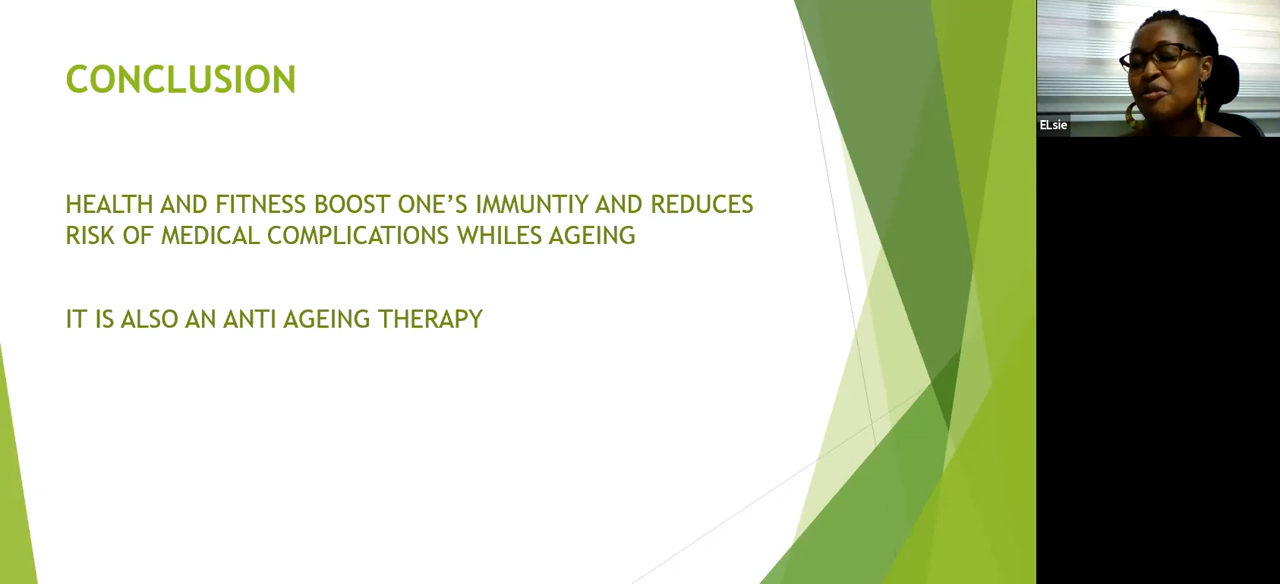 CONCLUSION
HEALTH AND FITNESS BOOST ONE’S IMMUNTIY AND REDUCES
RISK OF MEDICAL COMPLICATIONS WHILES AGEING
IT IS ALSO AN ANTI AGEING THERAPY
ELsie